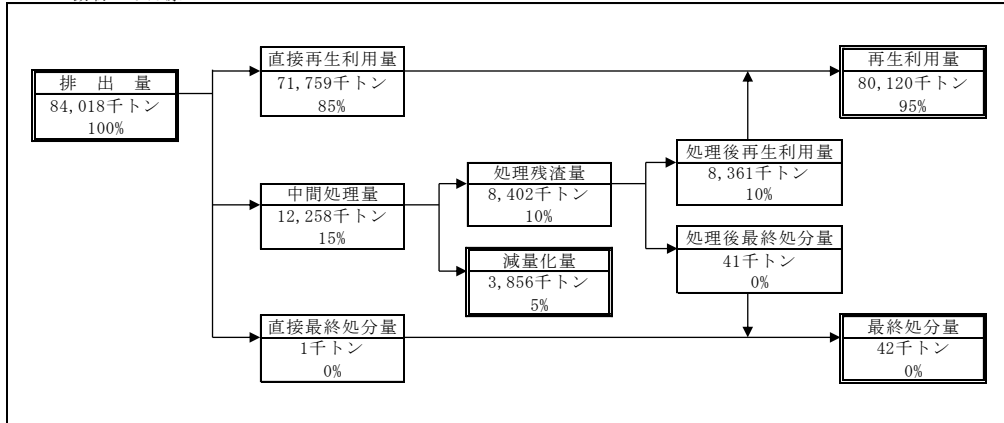 排 出 量
84,018千トン
100%
直接再生利用量
71,759千トン
85%
再生利用量
80,120千トン
95%
中間処理量
12,258千トン
15%
処理残渣量
8,402千トン
10%
処理後再生利用量
8,361千トン
10%
減量化量
3,856千トン
5%
処理後最終処分量
41千トン
0%
直接最終処分量
1千トン
0%
最終処分量
42千トン
0%